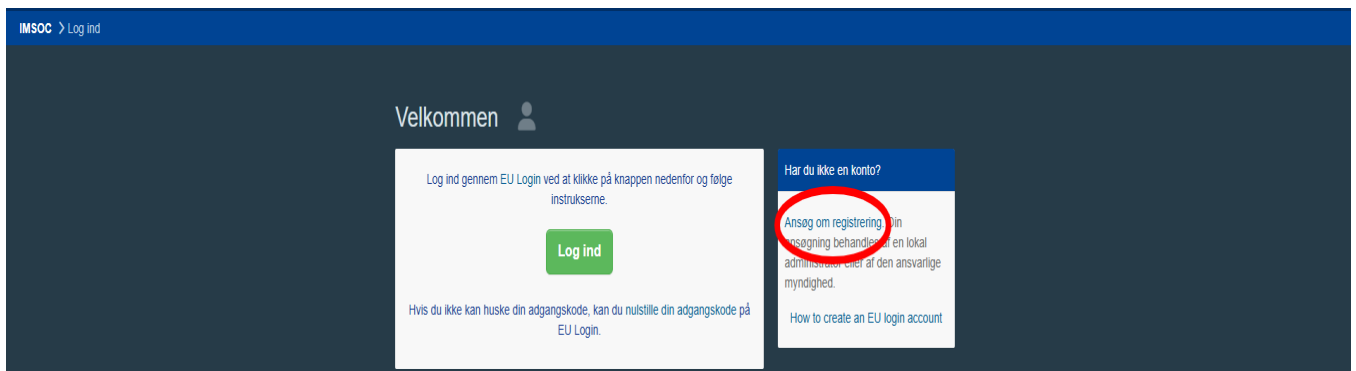 IMSOC > Log ind
Velkommen
Log ind gennem EU Login ved at klikke på knappen nedenfor og følge
instrukserne.
Log ind
Hvis du ikke kan huske din adgangskode, kan du nulstille din adgangskode på
EU Login.
Har du ikke en konto?
Ansøg om registrering. Din
ansøgning behandles af en lokal
administrator eller af den ansvarlige
myndighed.
How to create an EU login account